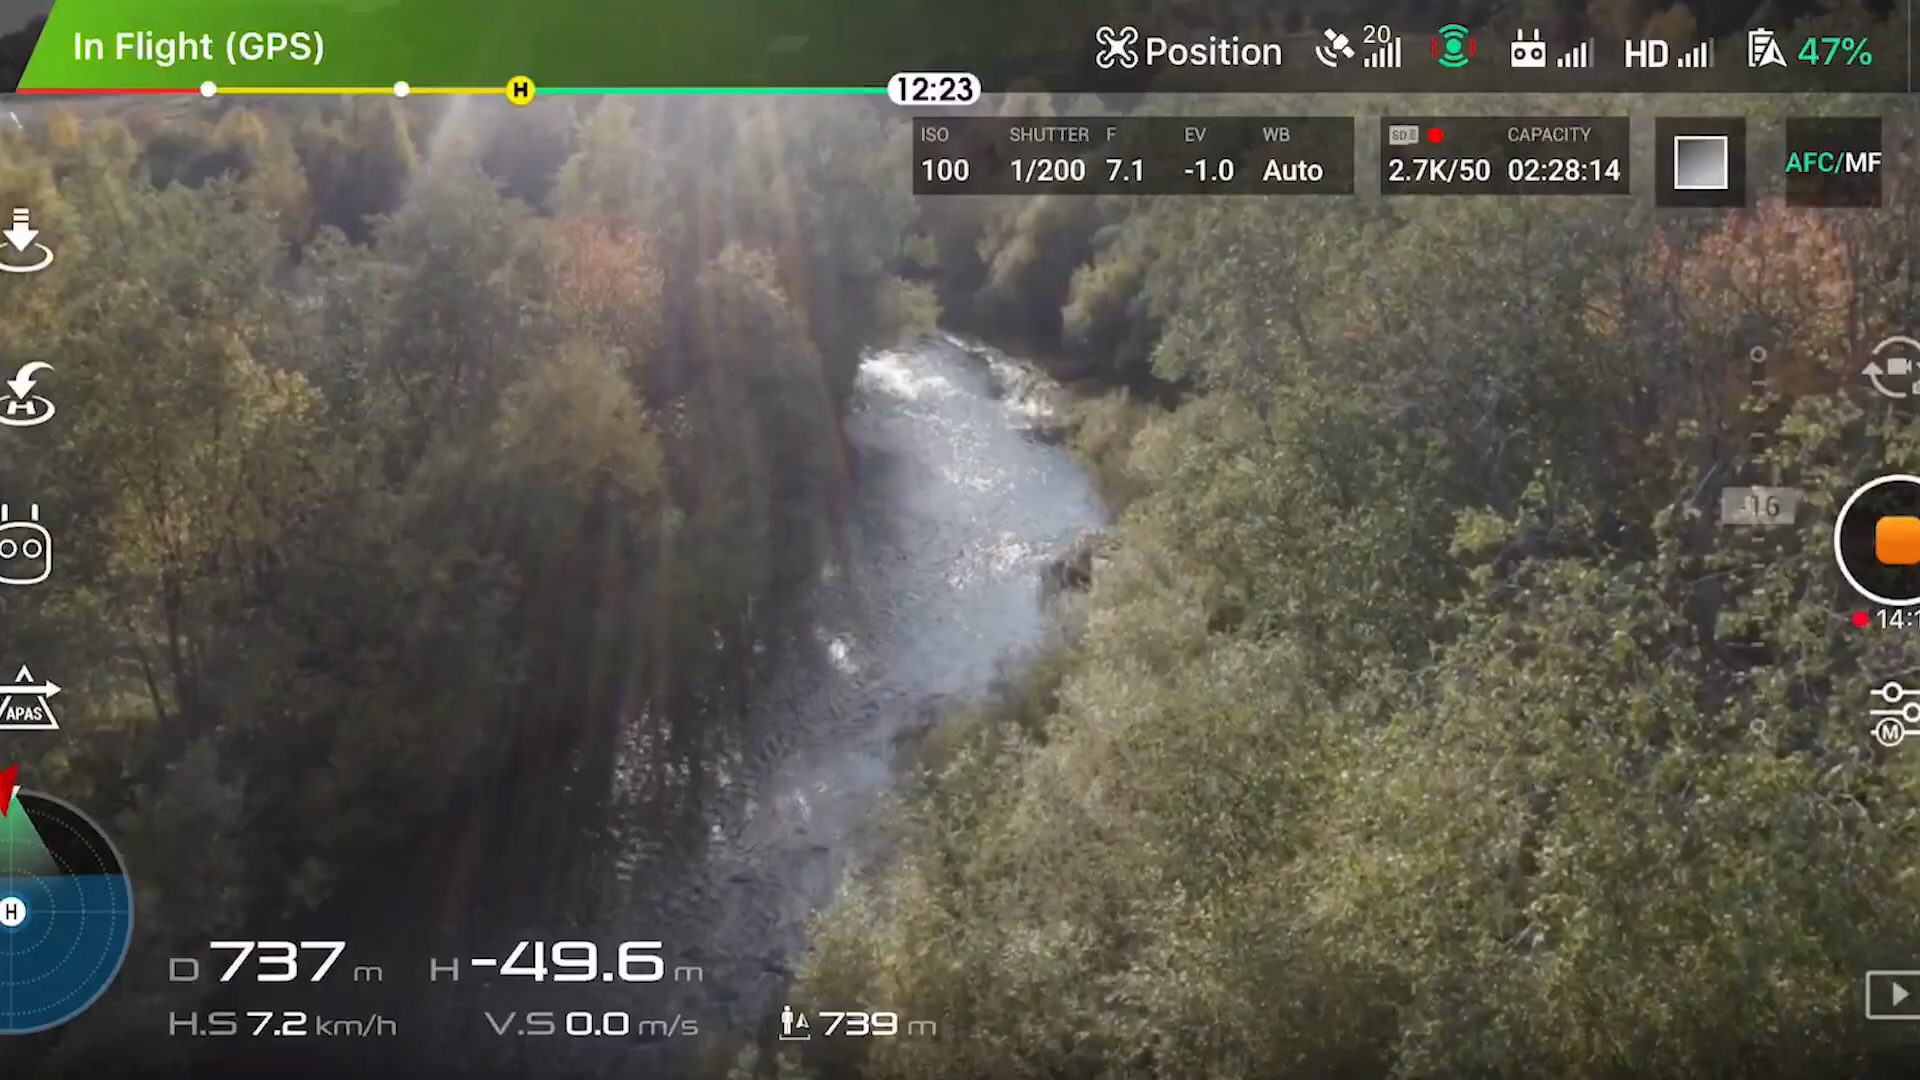 In Flight (GPS)
Position 20 HD 47%
H 12:23
ISO SHUTTER F EV WB
100 1/200 7.1 -1.0 Auto
SD CAPACITY
2.7K/50 02:28:14
AFC/MF
-16
APAS
M
H
D 737 m H -49.6 m
H.S 7.2 km/h V.S 0.0 m/s 739 m